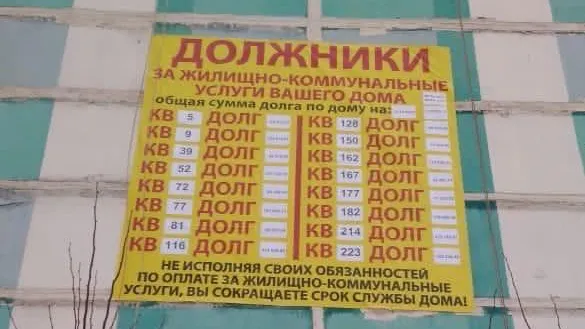 ДОЛЖНИКИ
ЗА ЖИЛИЩНО-КОММУНАЛЬНЫЕ
УСЛУГИ ВАШЕГО ДОМА
общая сумма долга по дому на:
КВ 5 ДОЛГ КВ 128 ДОЛГ
КВ 9 ДОЛГ КВ 150 ДОЛГ
КВ 39 ДОЛГ КВ 162 ДОЛГ
КВ 52 ДОЛГ КВ 167 ДОЛГ
КВ 72 ДОЛГ КВ 177 ДОЛГ
КВ 77 ДОЛГ КВ 182 ДОЛГ
КВ 81 ДОЛГ КВ 214 ДОЛГ
КВ 116 ДОЛГ КВ 223 ДОЛГ
НЕ ИСПОЛНЯЯ СВОИХ ОБЯЗАННОСТЕЙ
ПО ОПЛАТЕ ЗА ЖИЛИЩНО-КОММУНАЛЬНЫЕ
УСЛУГИ, ВЫ СОКРАЩАЕТЕ СРОК СЛУЖБЫ ДОМА!